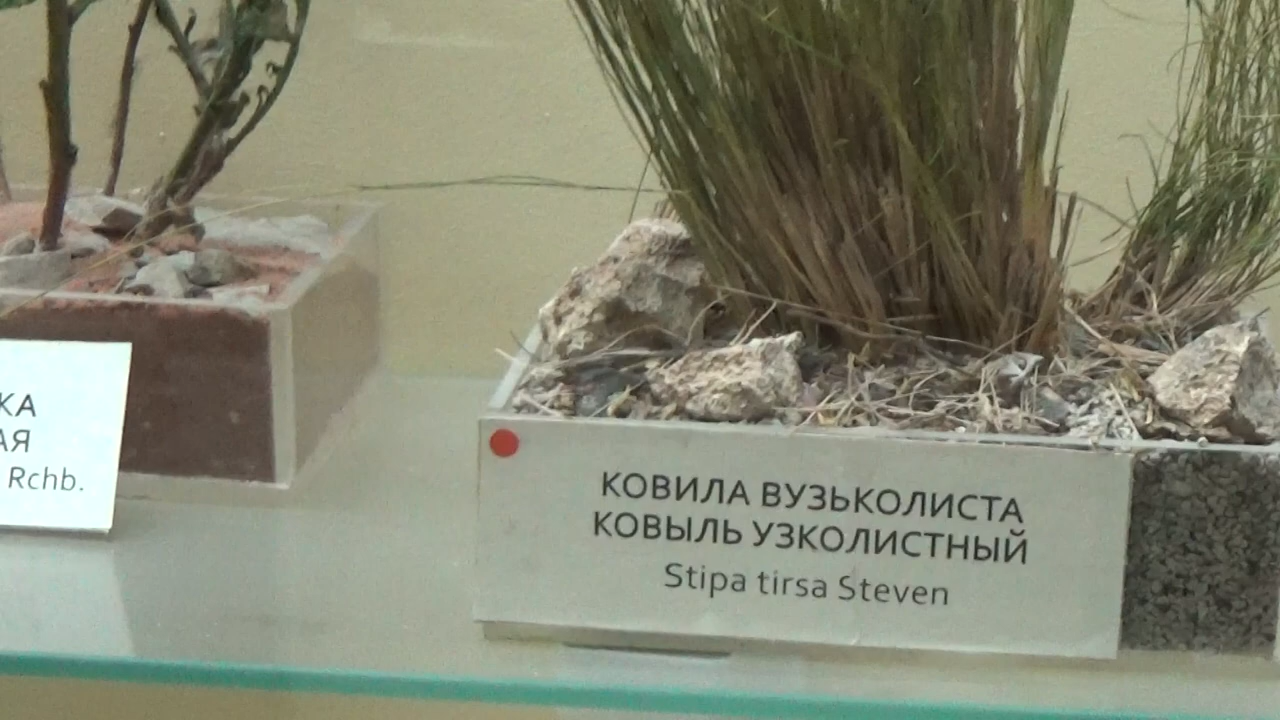 КА
АЯ
Rchb.
КОВИЛА ВУЗЬКОЛИСТА
КОВЫЛЬ УЗКОЛИСТНЫЙ
Stipa tirsa Steven